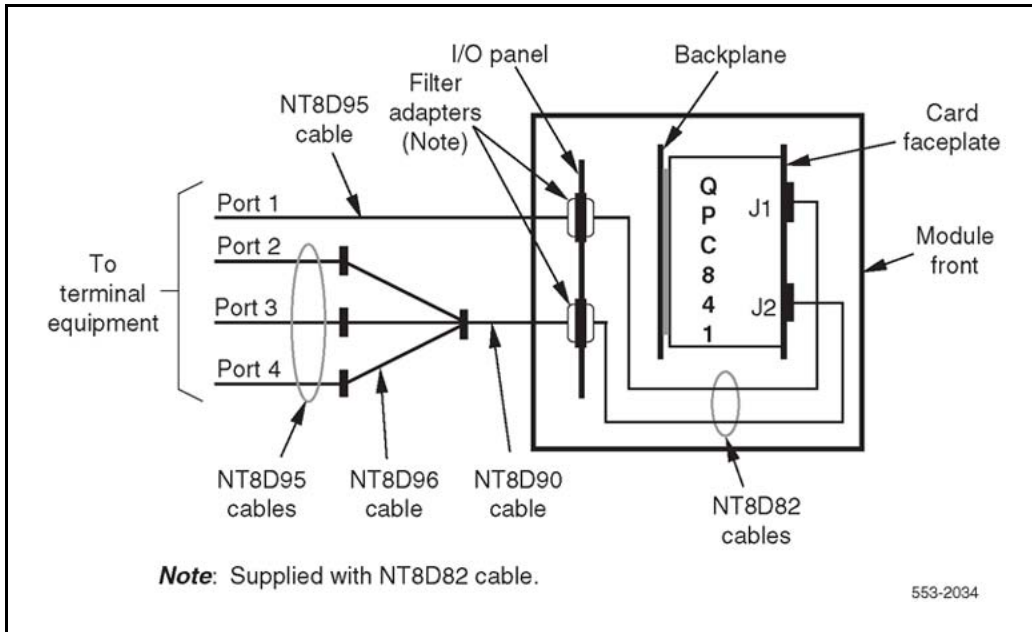 I/O panel
Backplane
Filter
adapters
(Note)
NT8D95
cable
Card
faceplate
Port 1
Port 2
Port 3
Port 4
To
terminal
equipment
Q
P
C
8
4
1
J1
J2
Module
front
NT8D95
cables
NT8D96
cable
NT8D90
cable
NT8D82
cables
Note: Supplied with NT8D82 cable.
553-2034